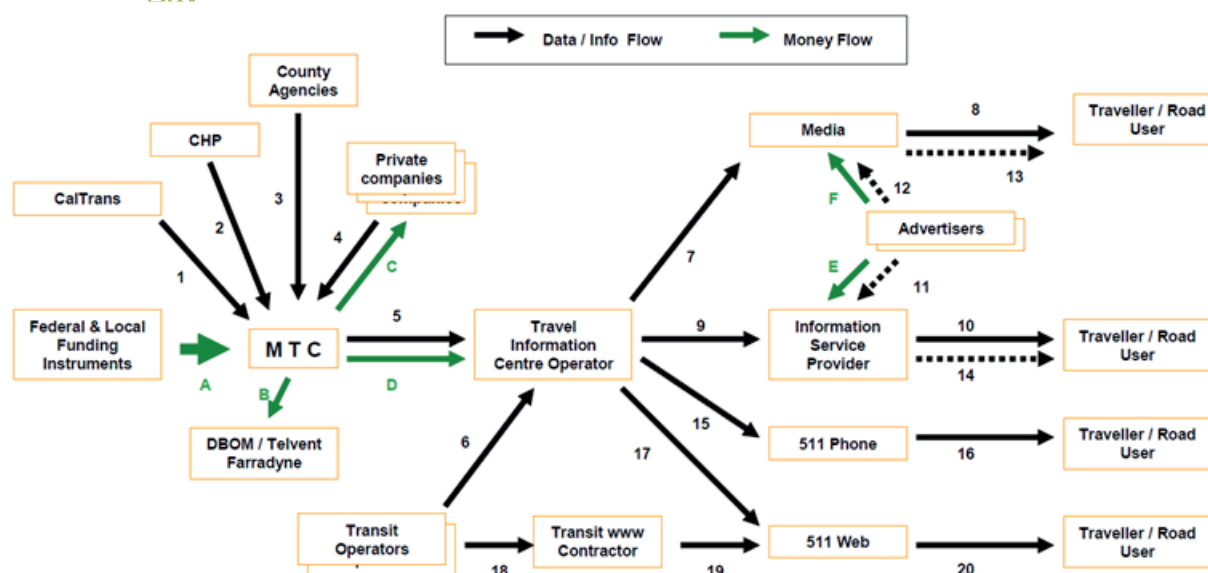 Data / Info Flow
Money Flow
County
Agencies
CHP
CalTrans
Private
companies
companies
Media
8
Traveller / Road
User
13
12
F
Advertisers
E
11
3
2
4
C
1
7
Federal & Local
Funding
Instruments
A
M T C
5
D
B
Travel
Information
Centre Operator
9
Information
Service
Provider
10
14
Traveller / Road
User
DBOM / Telvent
Farradyne
6
15
17
511 Phone
16
Traveller / Road
User
Transit
Operators
18
Transit www
Contractor
19
511 Web
20
Traveller / Road
User